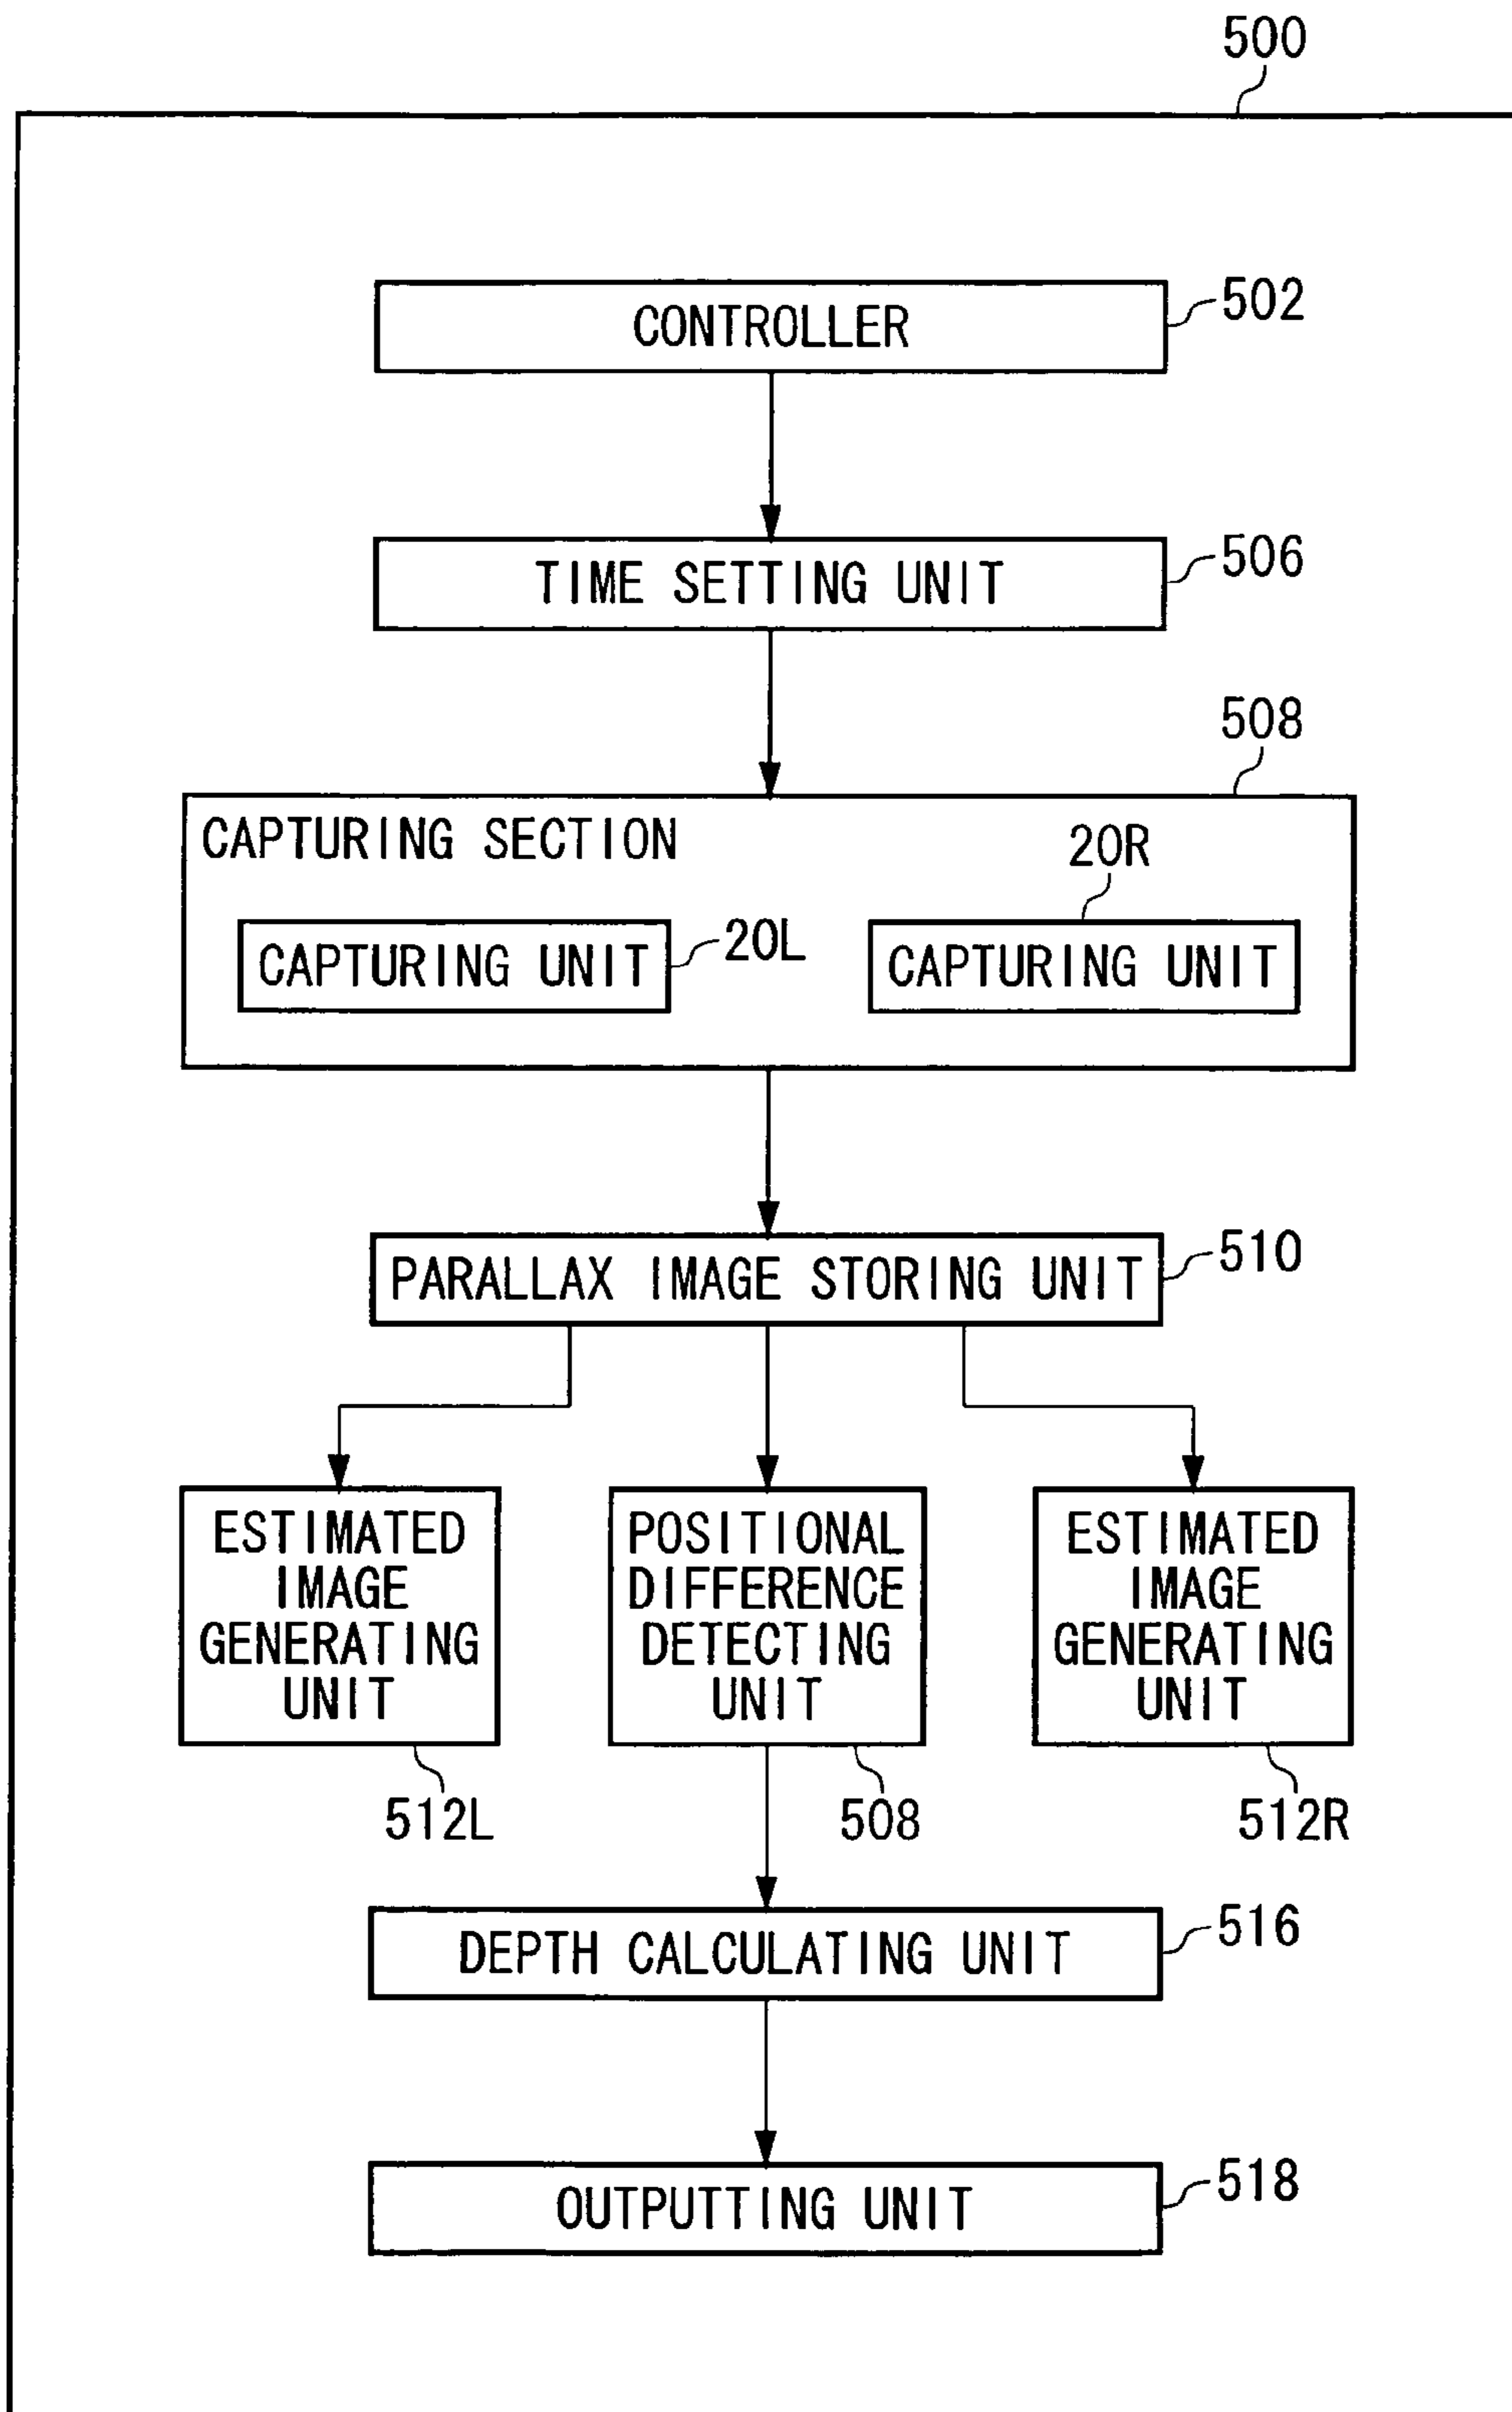 500
CONTROLLER
502
TIME SETTING UNIT
506
508
CAPTURING SECTION
20R
CAPTURING UNIT
20L
CAPTURING UNIT
PARALLAX IMAGE STORING UNIT
510
ESTIMATED
IMAGE
GENERATING
UNIT
POSITIONAL
DIFFERENCE
DETECTING
UNIT
ESTIMATED
IMAGE
GENERATING
UNIT
512L
508
512R
DEPTH CALCULATING UNIT
516
OUTPUTTING UNIT
518